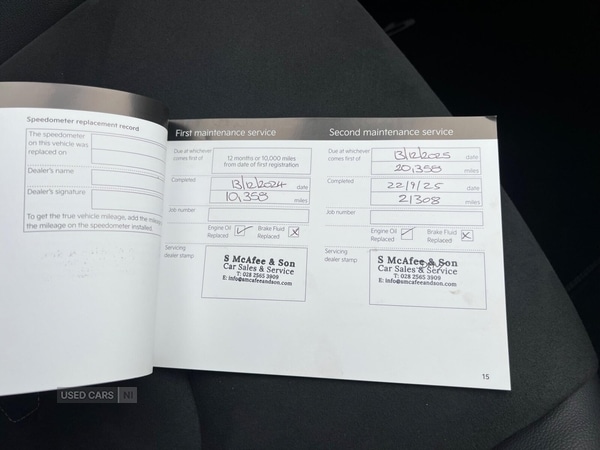 Speedometer replacement record
The speedometer
on this vehicle was
replaced on
Dealer's name
Dealer's signature
To get the true vehicle mileage, add the mileage
the mileage on the speedometer installed.
First maintenance service
Due at whichever
comes first of
12 months or 10,000 miles
from date of first registration
Completed
13/12/2024 date
10,358 miles
Job number
Engine Oil
Replaced
Brake Fluid
Replaced
Servicing
dealer stamp
S McAfee & Son
Car Sales & Service
T: 028 2565 3909
E: info@smcafeeandson.com
Second maintenance service
Due at whichever
comes first of
13/12/2025 date
20,358 miles
Completed
22/9/25 date
21308 miles
Job number
Engine Oil
Replaced
Brake Fluid
Replaced
Servicing
dealer stamp
S McAfee & Son
Car Sales & Service
T: 028 2565 3909
E: info@smcafeeandson.com
15
USED CARS NI